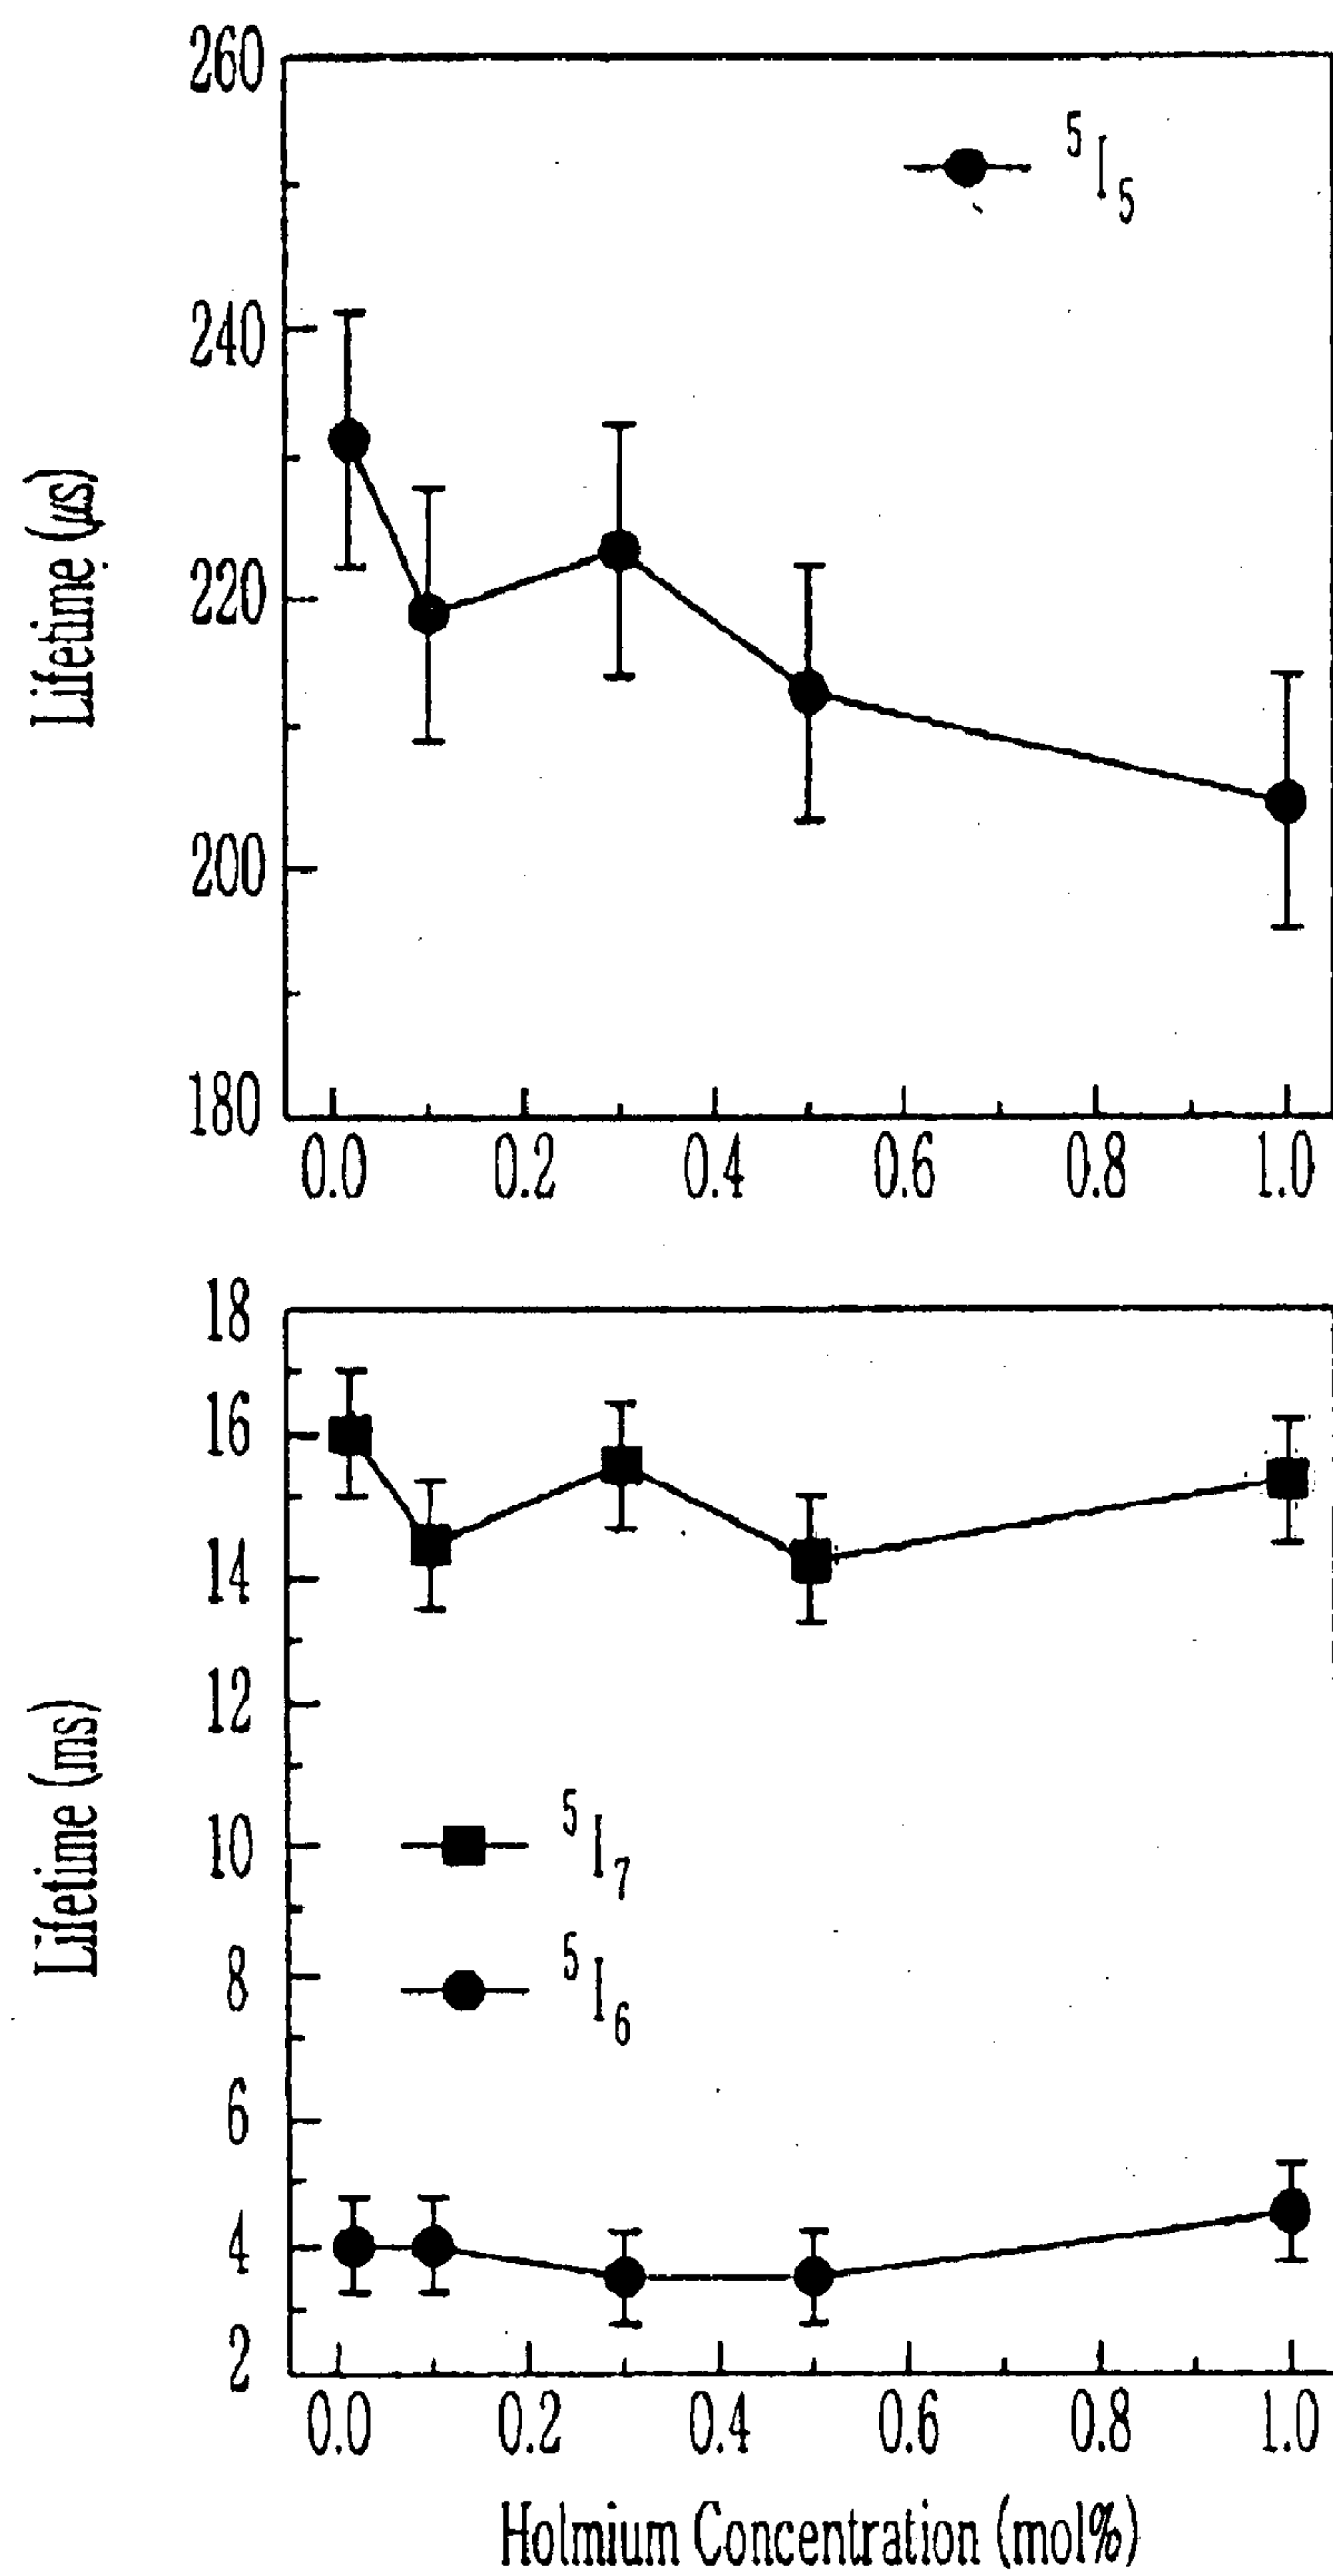 260
240
220
200
180
Lifetime (μs)
⁵I₅
0.0 0.2 0.4 0.6 0.8 1.0
18
16
14
12
10
8
6
4
2
Lifetime (ms)
⁵I₇
⁵I₆
0.0 0.2 0.4 0.6 0.8 1.0
Holmium Concentration (mol%)